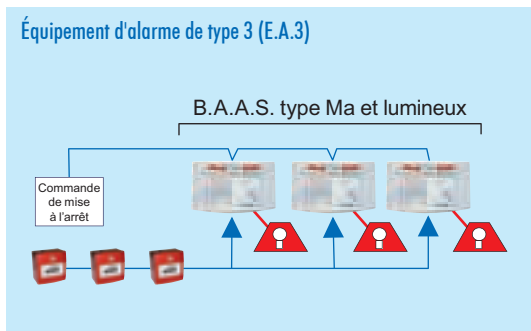 Équipement d'alarme de type 3 (E.A.3)
B.A.A.S. type Ma et lumineux
Commande
de mise
à l'arrêt